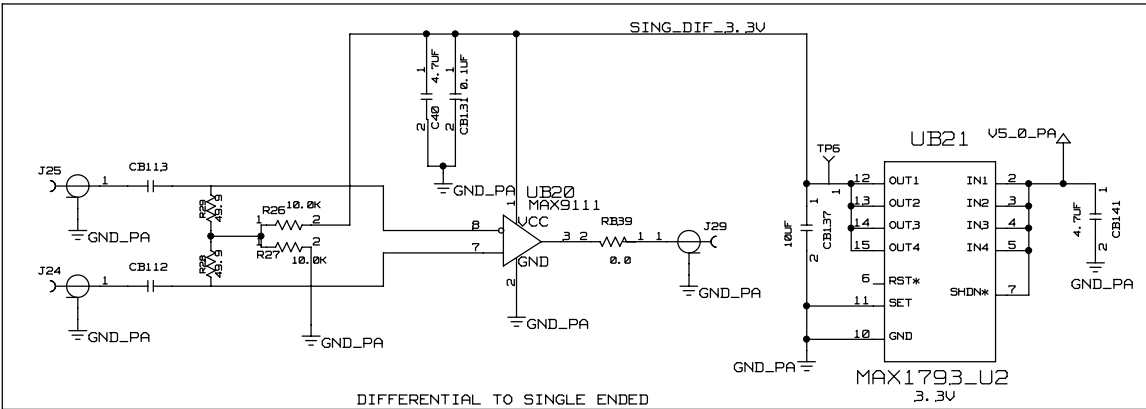 SING_DIF_3.3V
1
4.7UF
C40
2
1
0.1UF
CB131
2
GND_PA
UB21
V5_0_PA
TP6
1
12 OUT1 IN1 2
13 OUT2 IN2 3
14 OUT3 IN3 4
15 OUT4 IN4 5
6 RST*
SHDN* 7
11 SET
10 GND
MAX1793_U2
3.3V
1
4.7UF
CB141
2
GND_PA
1
10UF
CB137
2
GND_PA
J25
1
CB113
GND_PA
R29
49.9
R28
49.9
R26 10.0K
1 2
1 2
R27 10.0K
GND_PA
J24
1
CB112
GND_PA
UB20
MAX9111
1
VCC
8
7
GND
2
3
GND_PA
RB39
2 1
0.0
1
J29
GND_PA
DIFFERENTIAL TO SINGLE ENDED